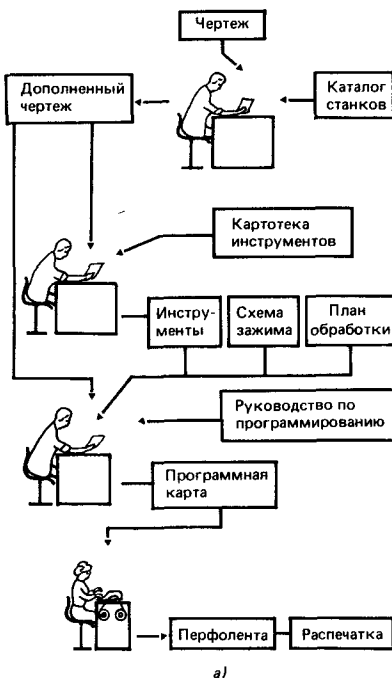 Чертеж
Дополненный
чертеж
Каталог
станков
Картотека
инструментов
Инстру-
менты
Схема
зажима
План
обработки
Руководство по
программированию
Программная
карта
Перфолента
Распечатка
а)